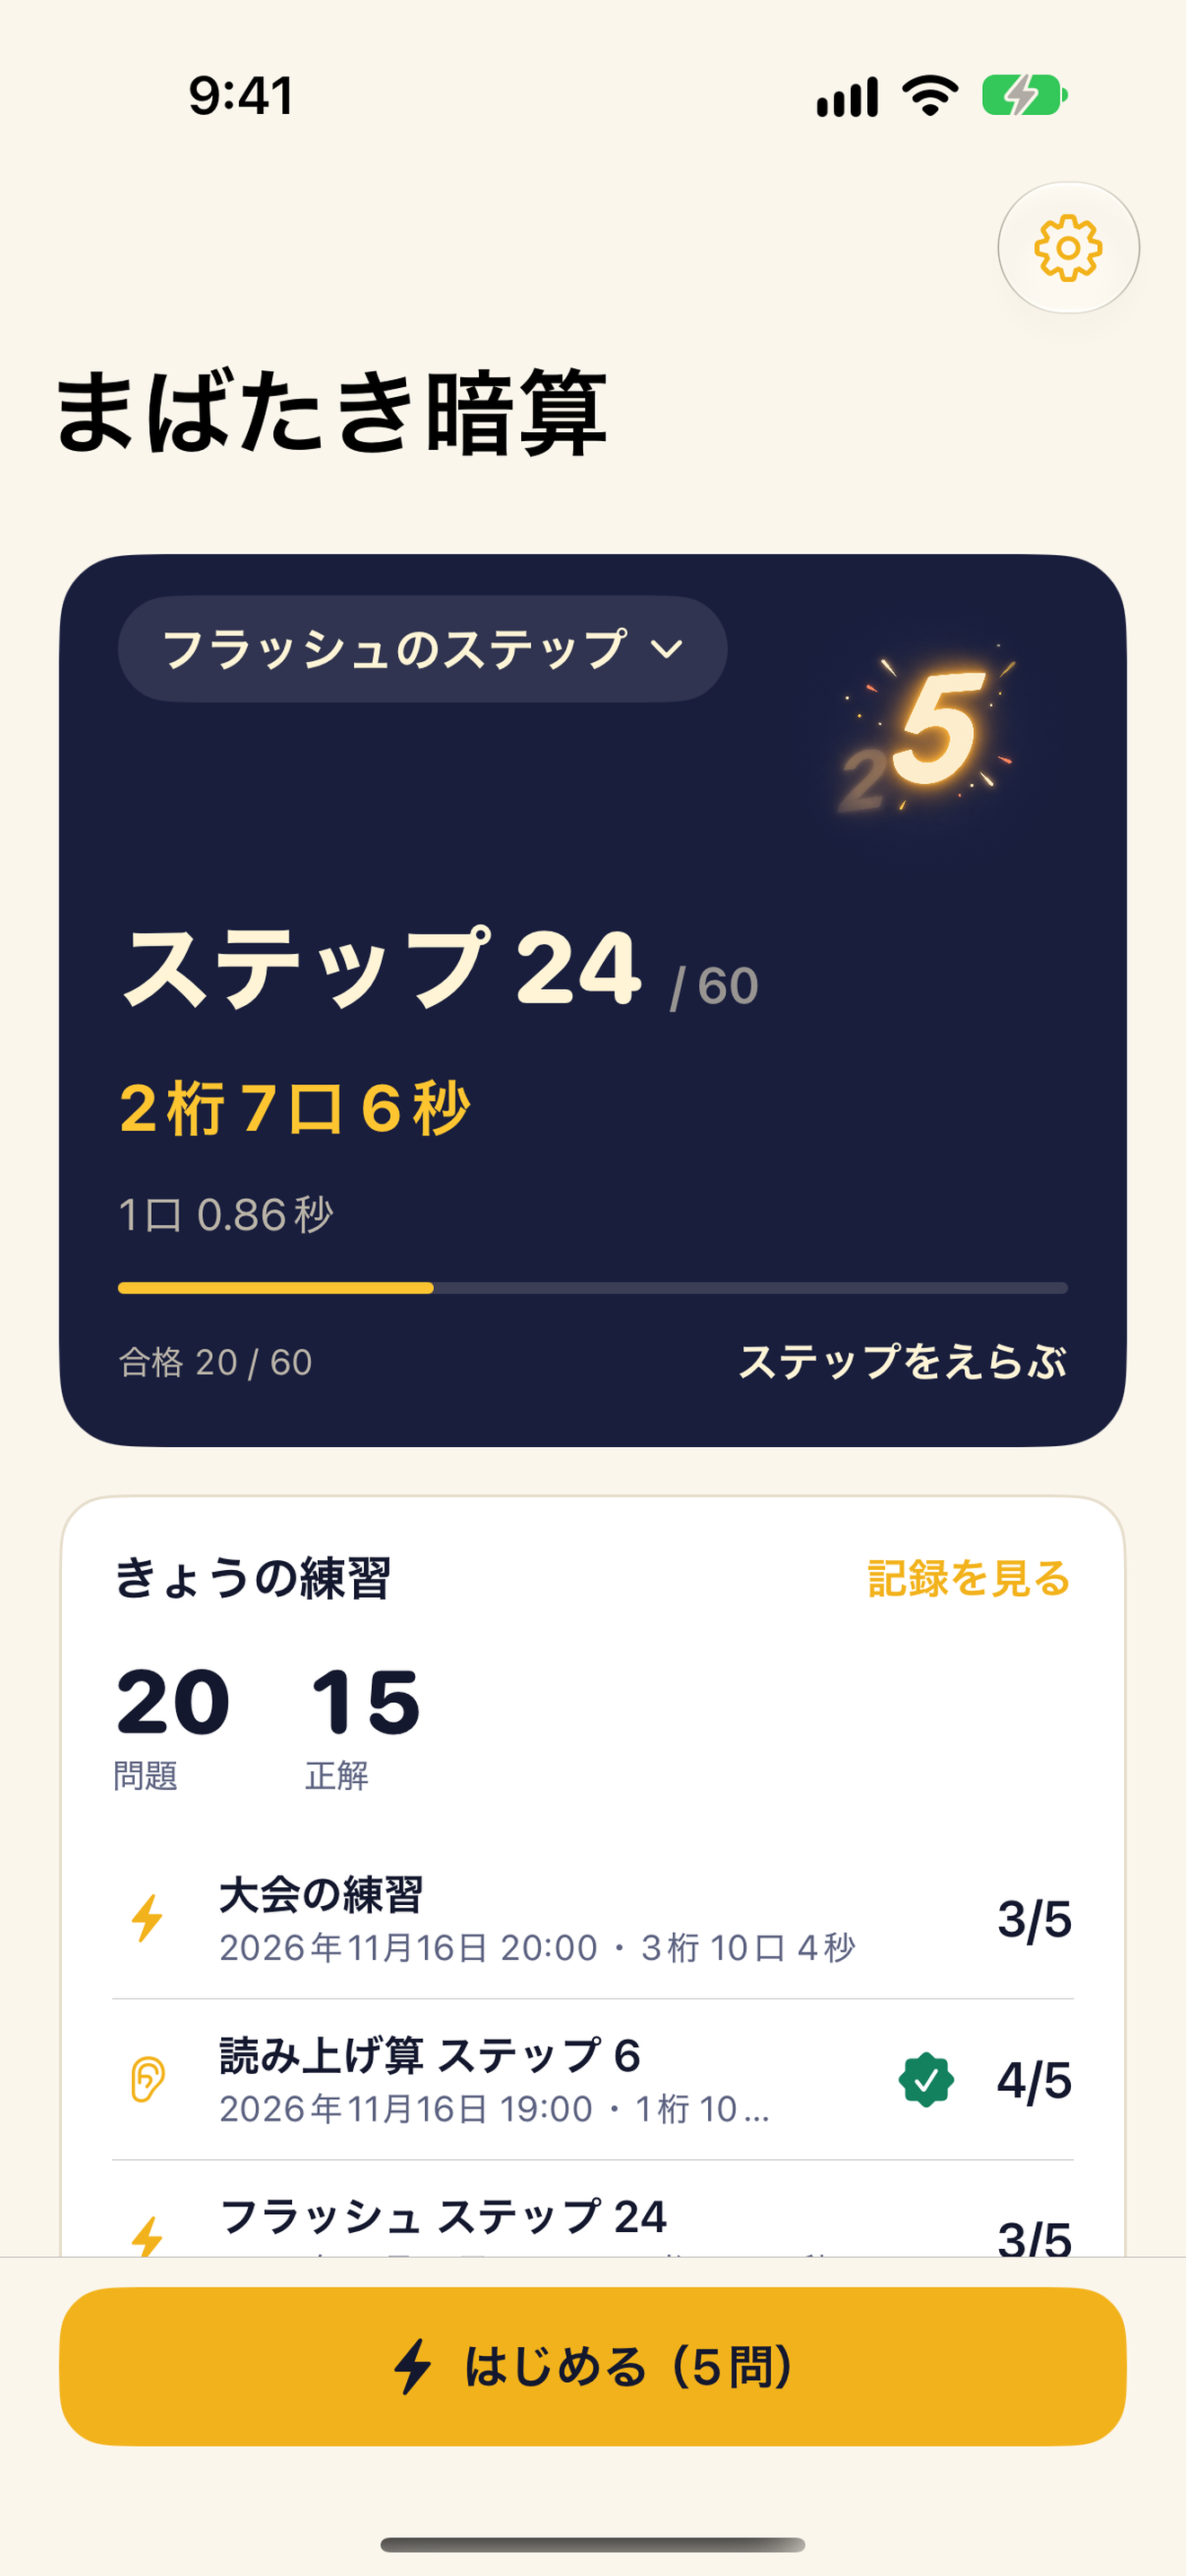 9:41
まばたき暗算
フラッシュのステップ
2 5
ステップ 24 / 60
2桁 7口 6秒
1口 0.86秒
合格 20 / 60
ステップをえらぶ
きょうの練習
記録を見る
20 15
問題 正解
大会の練習
2026年11月16日 20:00・3桁 10口 4秒
3/5
読み上げ算 ステップ 6
2026年11月16日 19:00・1桁 10…
4/5
フラッシュ ステップ 24
3/5
はじめる（5問）